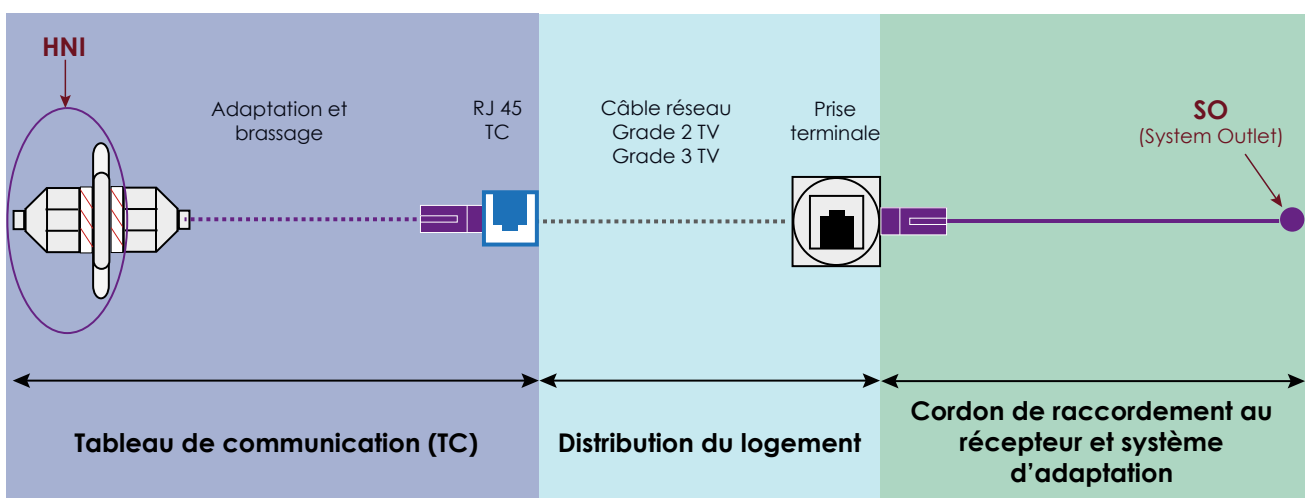 HNI
Adaptation et
brassage
RJ 45
TC
Câble réseau
Grade 2 TV
Grade 3 TV
Prise
terminale
SO
(System Outlet)
Tableau de communication (TC)
Distribution du logement
Cordon de raccordement au
récepteur et système
d'adaptation